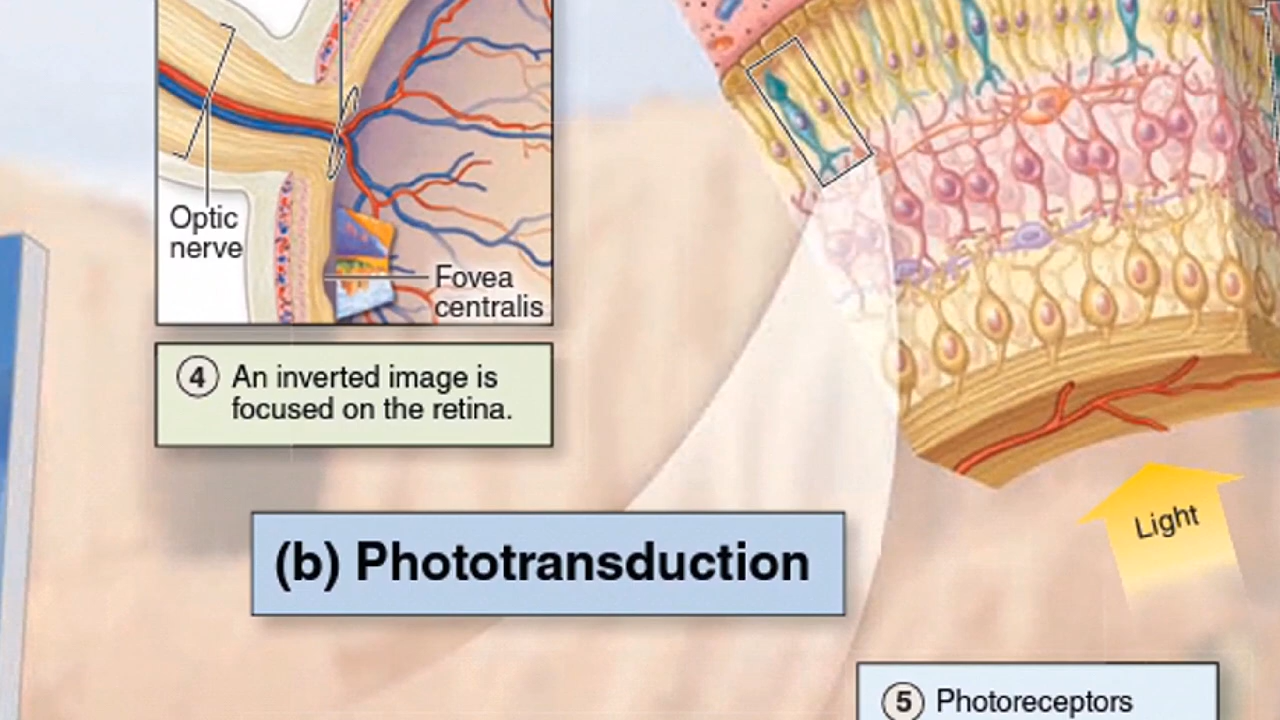 Optic
nerve
Fovea
centralis
4 An inverted image is
focused on the retina.
(b) Phototransduction
Light
5 Photoreceptors